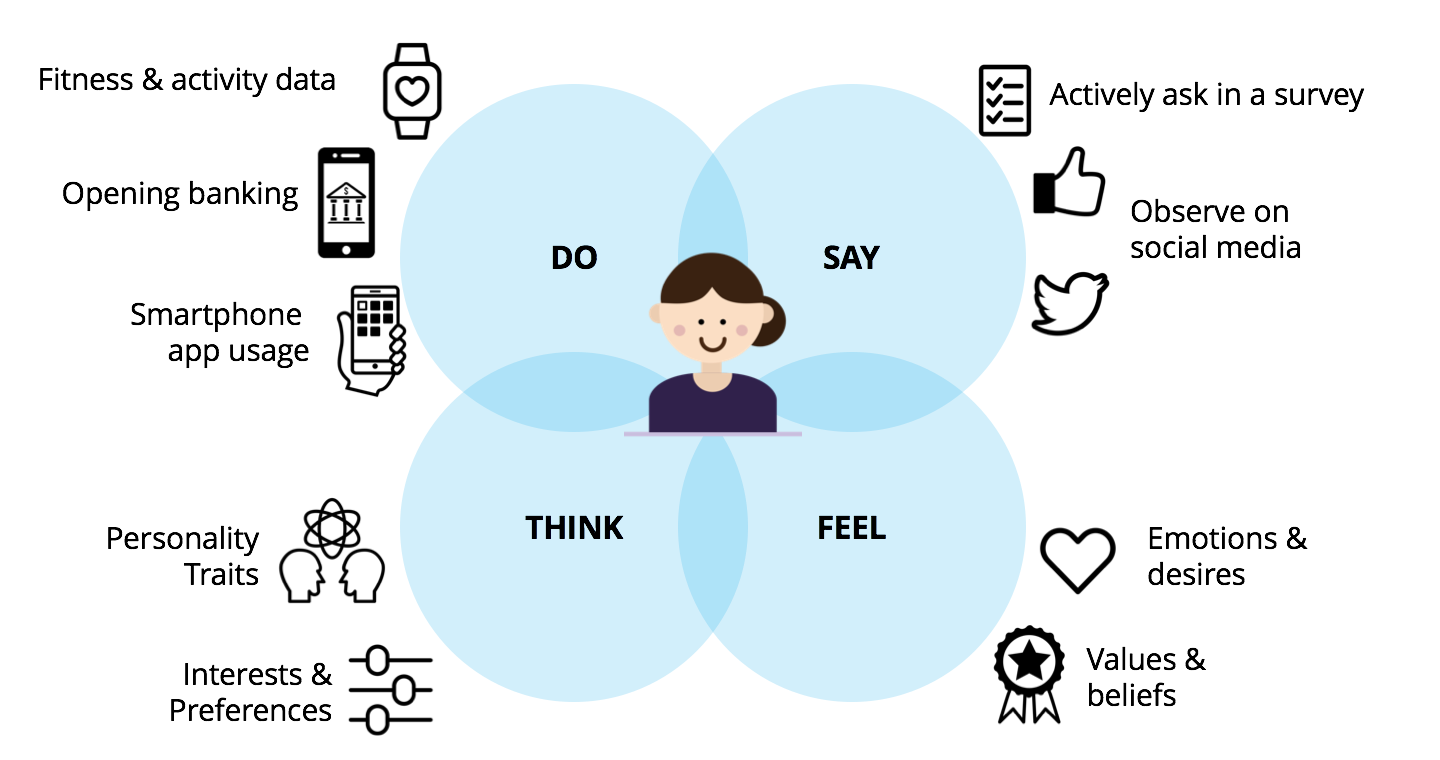 Fitness & activity data
Opening banking
Smartphone
app usage
DO
SAY
Actively ask in a survey
Observe on
social media
$
Personality
Traits
Interests &
Preferences
THINK
FEEL
Emotions &
desires
Values &
beliefs